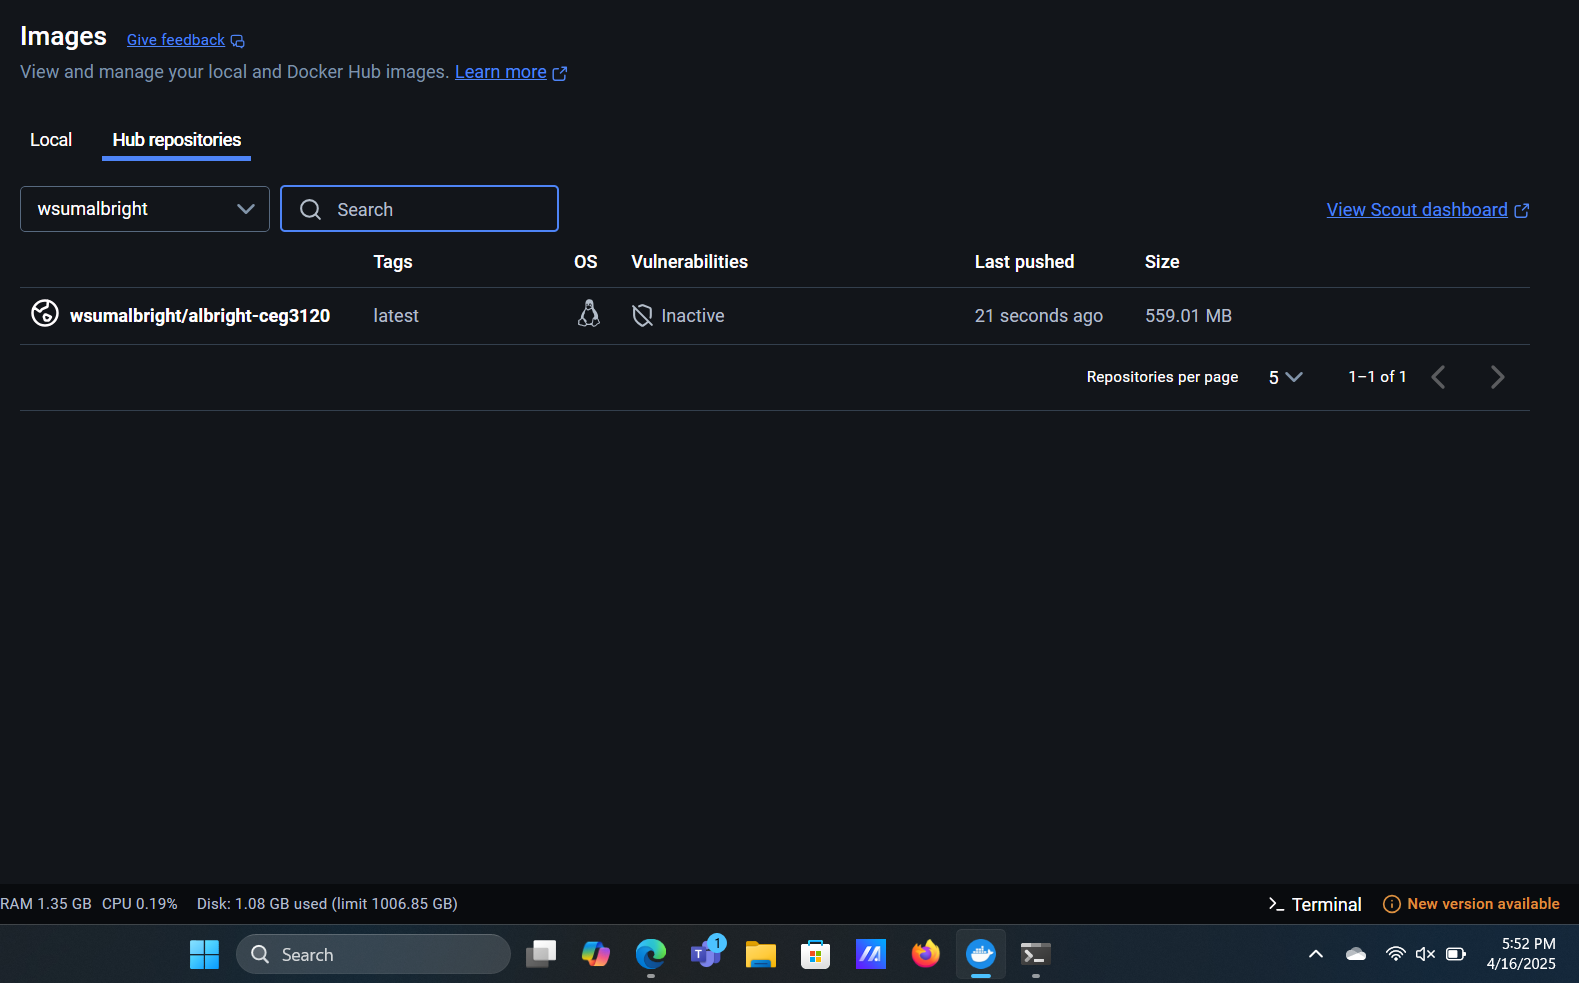 Images Give feedback
View and manage your local and Docker Hub images. Learn more
Local Hub repositories
wsumalbright Search View Scout dashboard
Tags OS Vulnerabilities Last pushed Size
wsumalbright/albright-ceg3120 latest Inactive 21 seconds ago 559.01 MB
Repositories per page 5 1–1 of 1
RAM 1.35 GB CPU 0.19% Disk: 1.08 GB used (limit 1006.85 GB) Terminal New version available
Search T 1 5:52 PM
4/16/2025